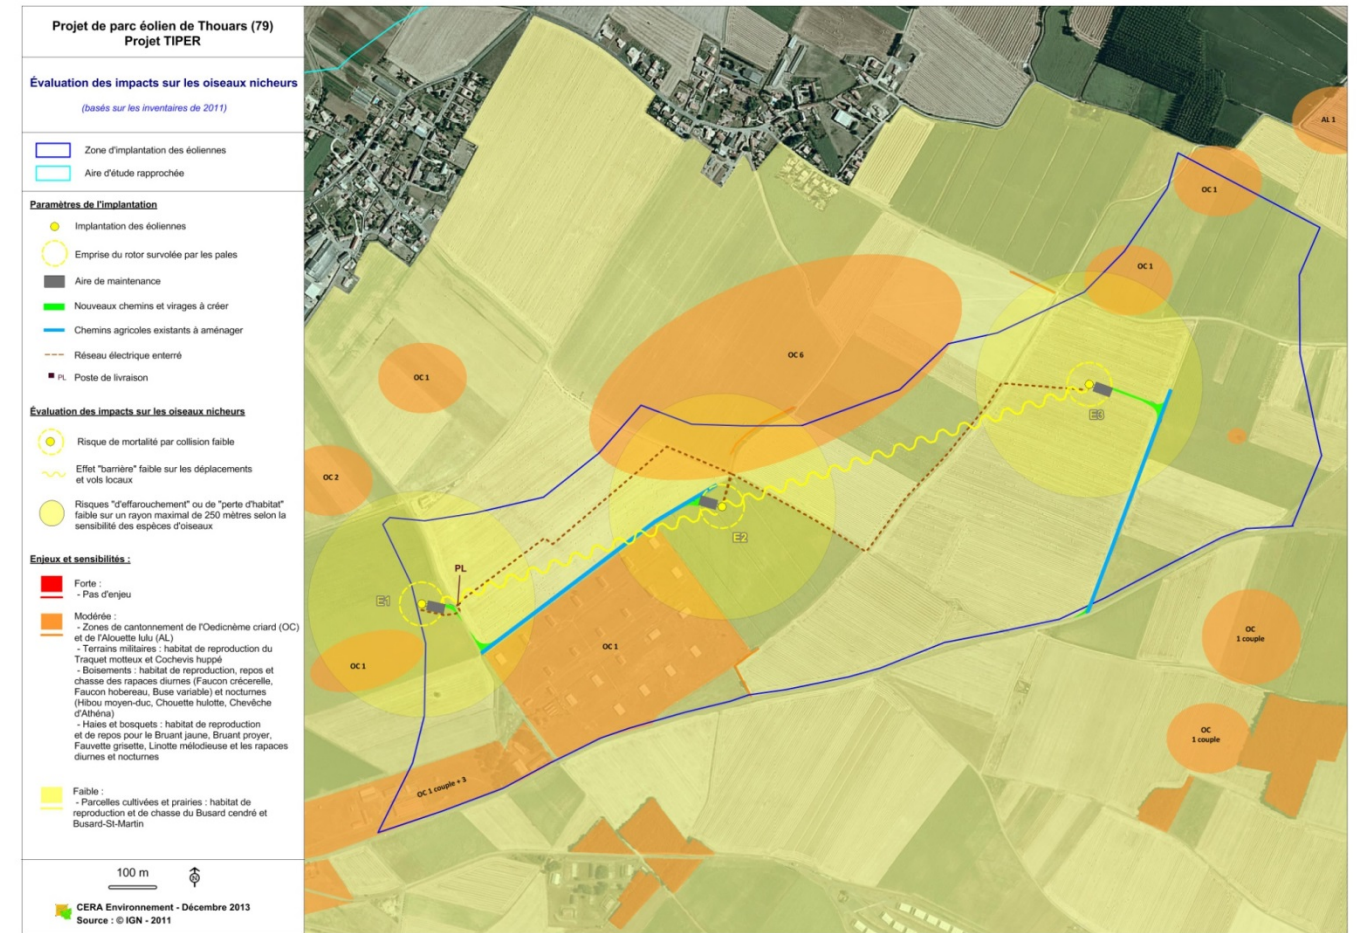 Projet de parc éolien de Thouars (79)
Projet TIPER
Évaluation des impacts sur les oiseaux nicheurs
(basés sur les inventaires de 2011)
Zone d'implantation des éoliennes
Aire d'étude rapprochée
Paramètres de l'implantation
Implantation des éoliennes
Emprise du rotor survolée par les pales
Aire de maintenance
Nouveaux chemins et virages à créer
Chemins agricoles existants à aménager
Réseau électrique enterré
PL Poste de livraison
Évaluation des impacts sur les oiseaux nicheurs
Risque de mortalité par collision faible
Effet "barrière" faible sur les déplacements
et vols locaux
Risques "d'effarouchement" ou de "perte d'habitat"
faible sur un rayon maximal de 250 mètres selon la
sensibilité des espèces d'oiseaux
Enjeux et sensibilités :
Forte :
- Pas d'enjeu
Modérée :
- Zones de cantonnement de l'Oedicnème criard (OC)
et de l'Alouette lulu (AL)
- Terrains militaires : habitat de reproduction du
Traquet motteux et Cochevis huppé
- Boisements : habitat de reproduction, repos et
chasse des rapaces diurnes (Faucon crécerelle,
Faucon hobereau, Buse variable) et nocturnes
(Hibou moyen-duc, Chouette hulotte, Chevêche
d'Athéna)
- Haies et bosquets : habitat de reproduction
et de repos pour le Bruant jaune, Bruant proyer,
Fauvette grisette, Linotte mélodieuse et les rapaces
diurnes et nocturnes
Faible :
- Parcelles cultivées et prairies : habitat de
reproduction et de chasse du Busard cendré et
Busard-St-Martin
100 m
N
CERA Environnement - Décembre 2013
Source : © IGN - 2011
AL 1
OC 1
OC 1
OC 6
OC 1
E3
OC 2
E2
PL
E1
OC 1
OC 1
OC
1 couple
OC
1 couple
OC 1 couple + 3